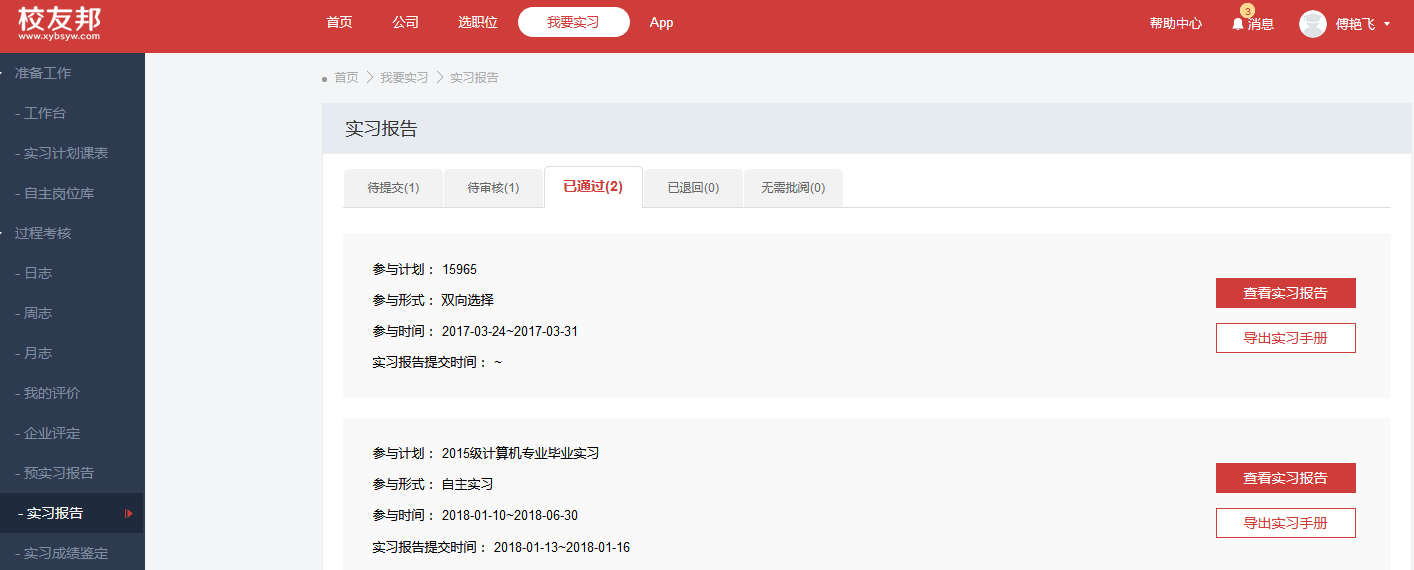 校友邦
www.xybsyw.com
首页 公司 选职位 我要实习 App 帮助中心 3 消息 傅艳飞
准备工作
- 工作台
- 实习计划课表
- 自主岗位库
过程考核
- 日志
- 周志
- 月志
- 我的评价
- 企业评定
- 预实习报告
- 实习报告
- 实习成绩鉴定
首页 > 我要实习 > 实习报告
实习报告
待提交(1) 待审核(1) 已通过(2) 已退回(0) 无需批阅(0)
参与计划： 15965
参与形式： 双向选择
参与时间： 2017-03-24~2017-03-31
实习报告提交时间： ~
查看实习报告
导出实习手册
参与计划： 2015级计算机专业毕业实习
参与形式： 自主实习
参与时间： 2018-01-10~2018-06-30
实习报告提交时间： 2018-01-13~2018-01-16
查看实习报告
导出实习手册